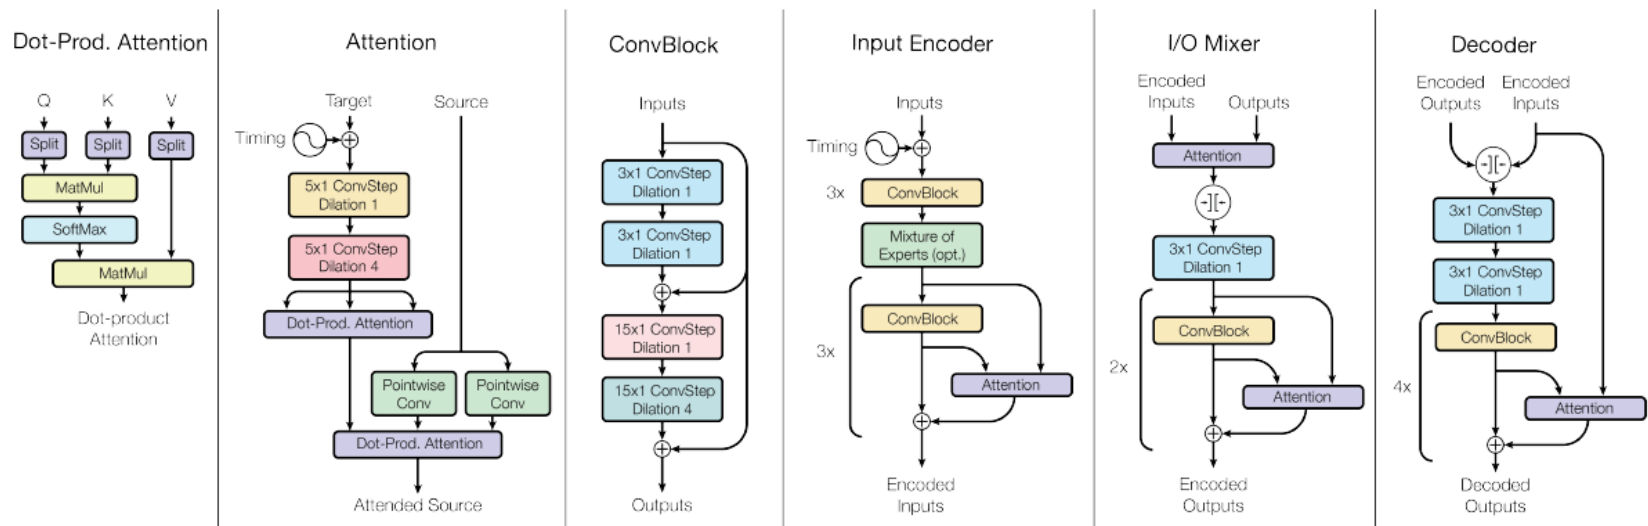 Dot-Prod. Attention
Q K V
Split Split Split
MatMul
SoftMax
MatMul
Dot-product
Attention
Attention
Target Source
Timing
5x1 ConvStep
Dilation 1
5x1 ConvStep
Dilation 4
Dot-Prod. Attention
Pointwise
Conv
Pointwise
Conv
Dot-Prod. Attention
Attended Source
ConvBlock
Inputs
3x1 ConvStep
Dilation 1
3x1 ConvStep
Dilation 1
15x1 ConvStep
Dilation 1
15x1 ConvStep
Dilation 4
Outputs
Input Encoder
Inputs
Timing
3x
ConvBlock
Mixture of
Experts (opt.)
ConvBlock
3x
Attention
Encoded
Inputs
I/O Mixer
Encoded
Inputs
Outputs
Attention
3x1 ConvStep
Dilation 1
ConvBlock
2x
Attention
Encoded
Outputs
Decoder
Encoded
Outputs
Encoded
Inputs
3x1 ConvStep
Dilation 1
3x1 ConvStep
Dilation 1
ConvBlock
4x
Attention
Decoded
Outputs